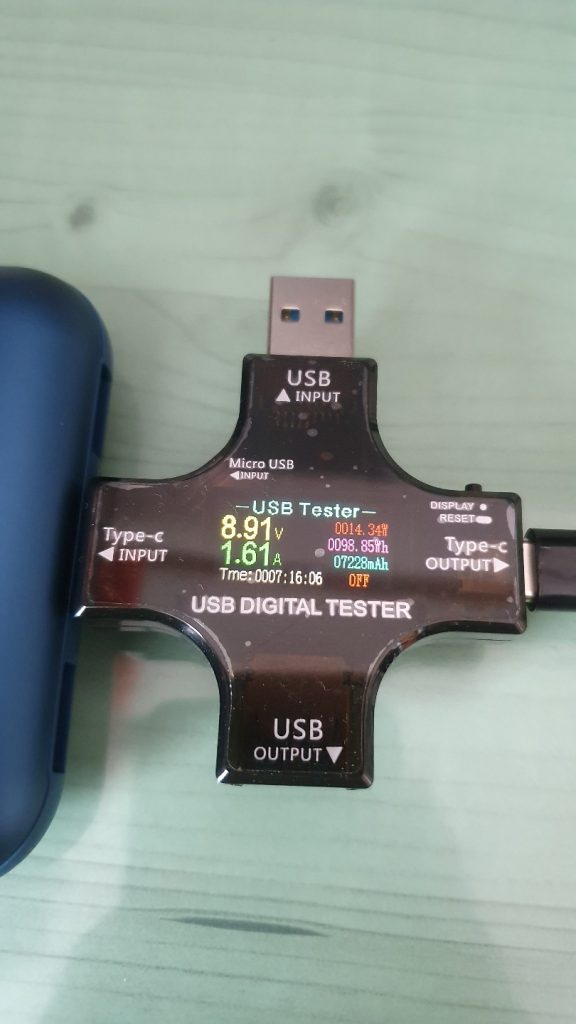 USB
▲ INPUT
Micro USB
◀INPUT
DISPLAY
RESET
—USB Tester—
8.91V
0014.34W
1.61A
0098.85Wh
07228mAh
Tme:0007:16:06
OFF
Type-c
◀ INPUT
Type-c
OUTPUT▶
USB DIGITAL TESTER
USB
OUTPUT▼